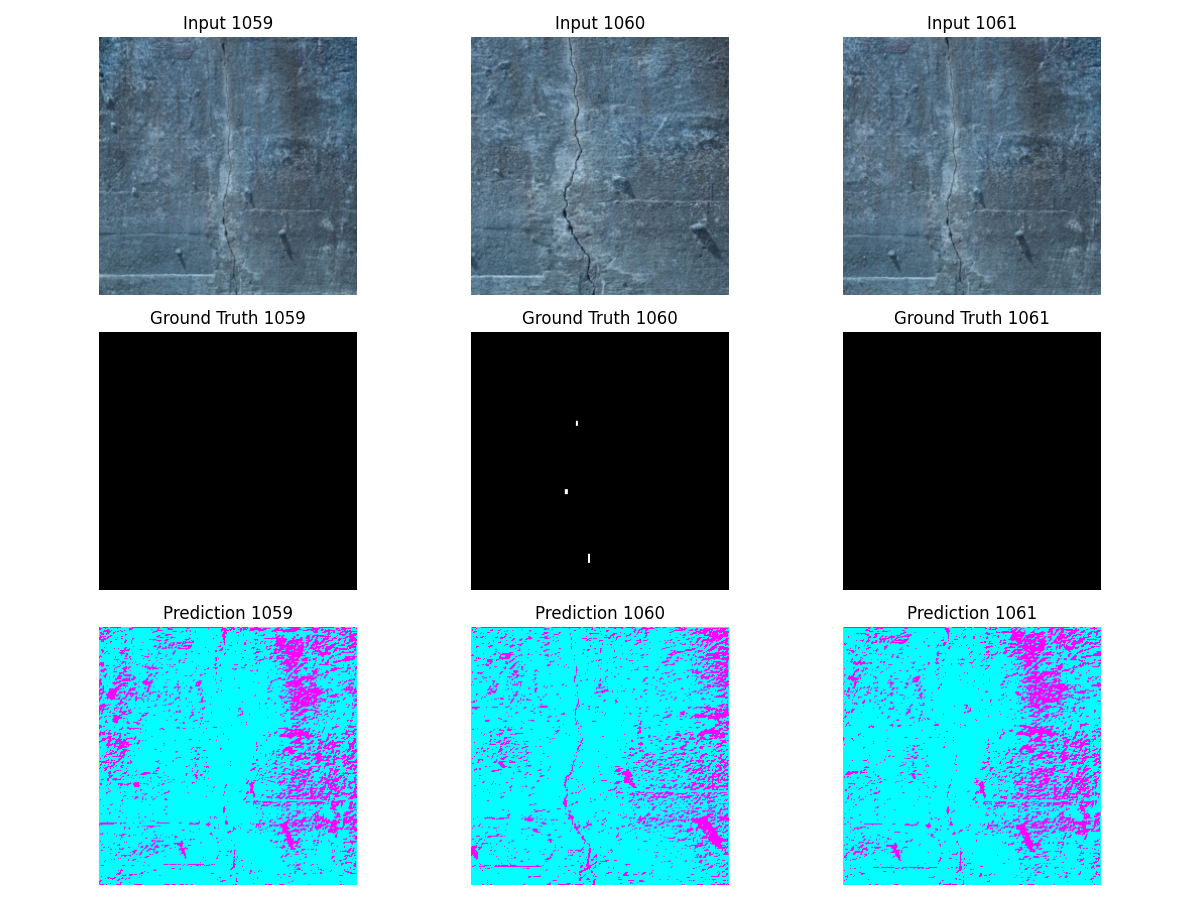 Input 1059
Input 1060
Input 1061
Ground Truth 1059
Ground Truth 1060
Ground Truth 1061
Prediction 1059
Prediction 1060
Prediction 1061